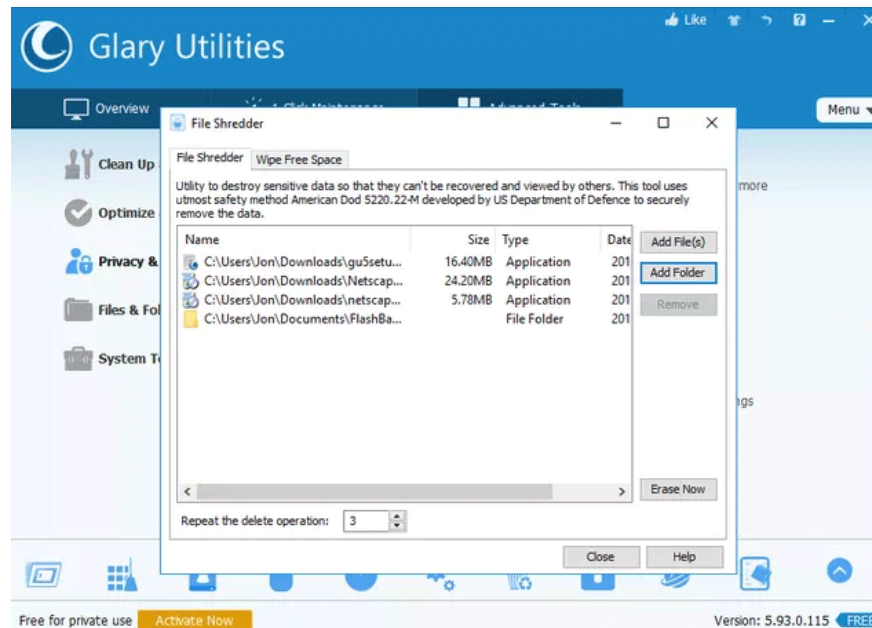 Like
Glary Utilities
Overview
Menu
File Shredder
File Shredder Wipe Free Space
Clean Up
Utility to destroy sensitive data so that they can't be recovered and viewed by others. This tool uses
utmost safety method American Dod 5220.22-M developed by US Department of Defence to securely
remove the data.
more
Optimize
Name Size Type Date
Add File(s)
Privacy &
C:\Users\Jon\Downloads\gu5setu... 16.40MB Application 201
Add Folder
C:\Users\Jon\Downloads\Netscap... 24.20MB Application 201
C:\Users\Jon\Downloads\netscap... 5.78MB Application 201
Remove
Files & Fol
C:\Users\Jon\Documents\FlashBa... File Folder 201
System T
ngs
Erase Now
Repeat the delete operation: 3
Close Help
Free for private use Activate Now Version: 5.93.0.115 FREE